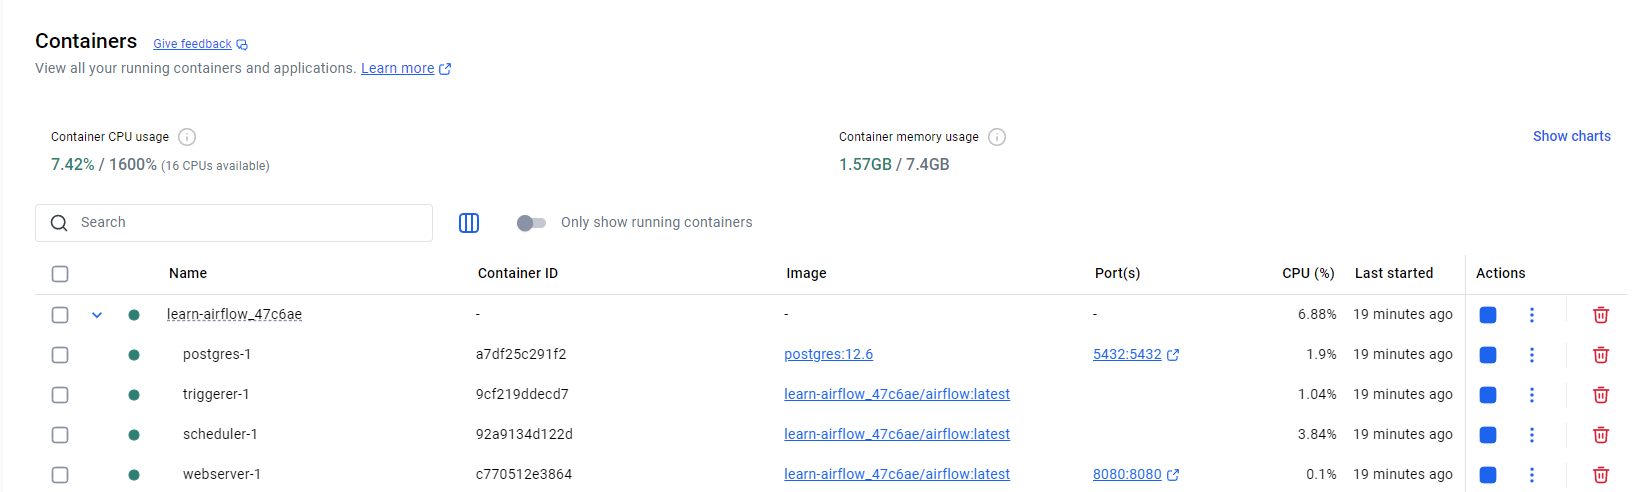 Containers Give feedback
View all your running containers and applications. Learn more
Container CPU usage Container memory usage Show charts
7.42% / 1600% (16 CPUs available) 1.57GB / 7.4GB
Search Only show running containers
Name Container ID Image Port(s) CPU (%) Last started Actions
learn-airflow_47c6ae - - - 6.88% 19 minutes ago
postgres-1 a7df25c291f2 postgres:12.6 5432:5432 1.9% 19 minutes ago
triggerer-1 9cf219ddecd7 learn-airflow_47c6ae/airflow:latest 1.04% 19 minutes ago
scheduler-1 92a9134d122d learn-airflow_47c6ae/airflow:latest 3.84% 19 minutes ago
webserver-1 c770512e3864 learn-airflow_47c6ae/airflow:latest 8080:8080 0.1% 19 minutes ago